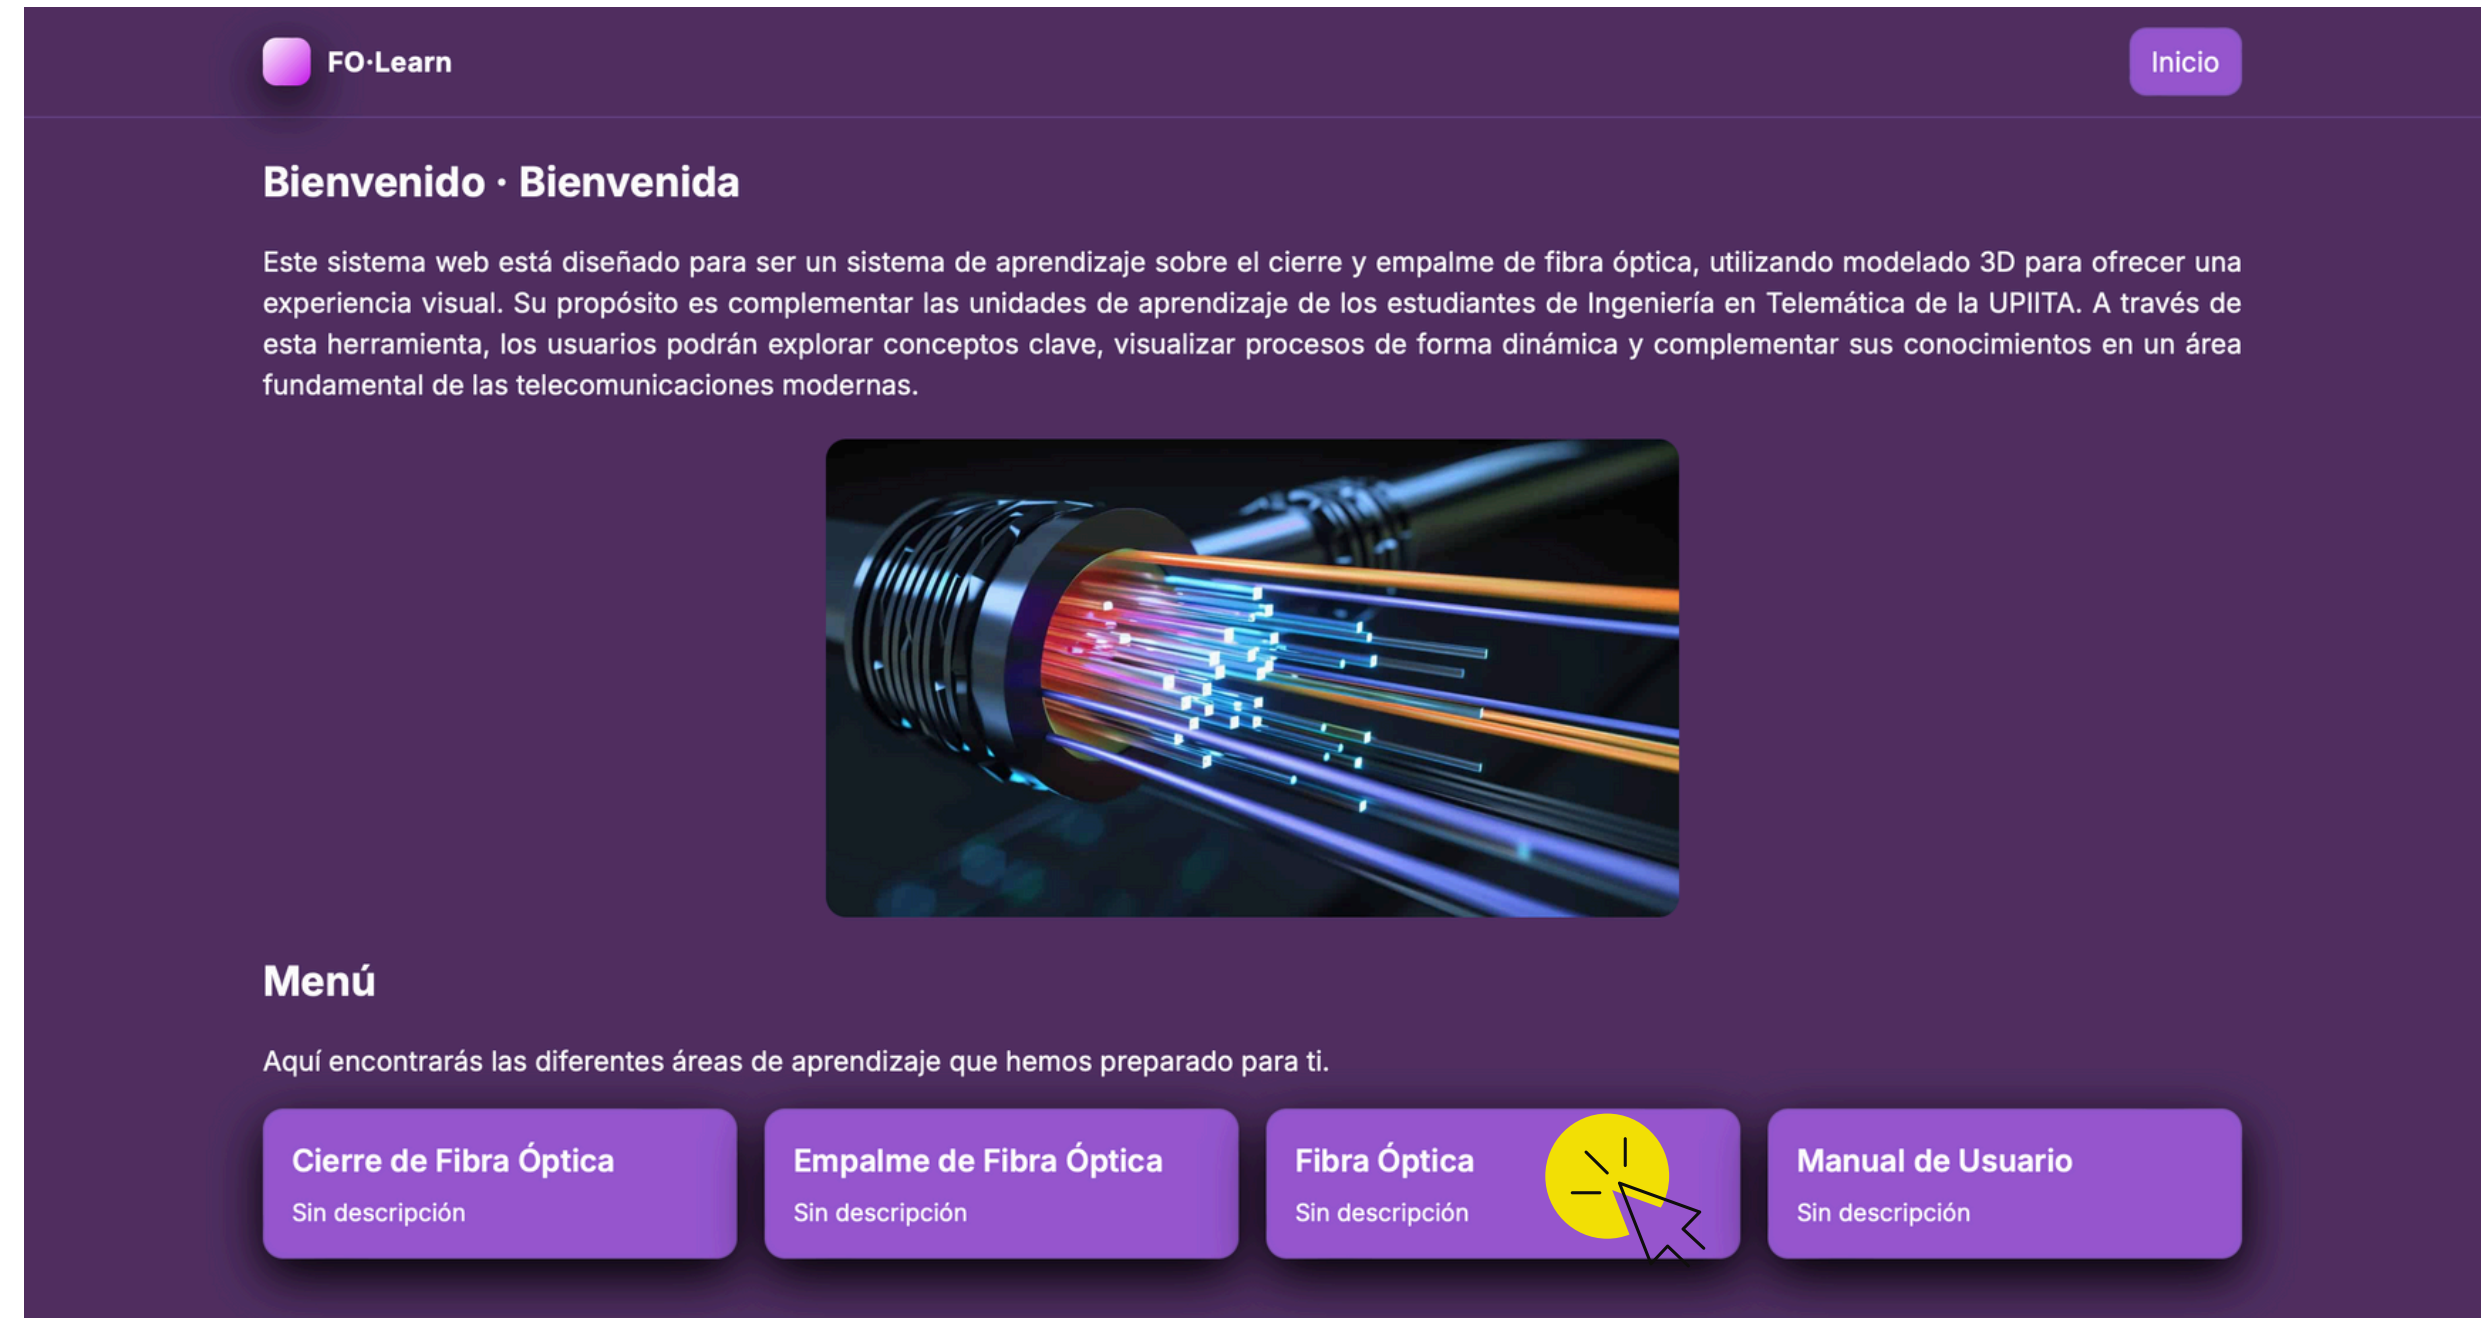 FO·Learn
Inicio
Bienvenido · Bienvenida
Este sistema web está diseñado para ser un sistema de aprendizaje sobre el cierre y empalme de fibra óptica, utilizando modelado 3D para ofrecer una
experiencia visual. Su propósito es complementar las unidades de aprendizaje de los estudiantes de Ingeniería en Telemática de la UPIITA. A través de
esta herramienta, los usuarios podrán explorar conceptos clave, visualizar procesos de forma dinámica y complementar sus conocimientos en un área
fundamental de las telecomunicaciones modernas.
Menú
Aquí encontrarás las diferentes áreas de aprendizaje que hemos preparado para ti.
Cierre de Fibra Óptica
Sin descripción
Empalme de Fibra Óptica
Sin descripción
Fibra Óptica
Sin descripción
Manual de Usuario
Sin descripción